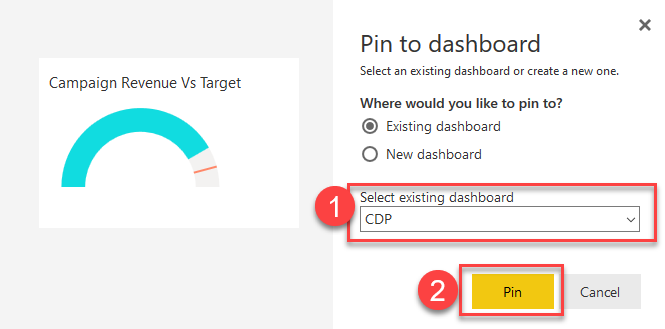 Campaign Revenue Vs Target
Pin to dashboard
Select an existing dashboard or create a new one.
Where would you like to pin to?
Existing dashboard
New dashboard
1
Select existing dashboard
CDP
2
Pin
Cancel